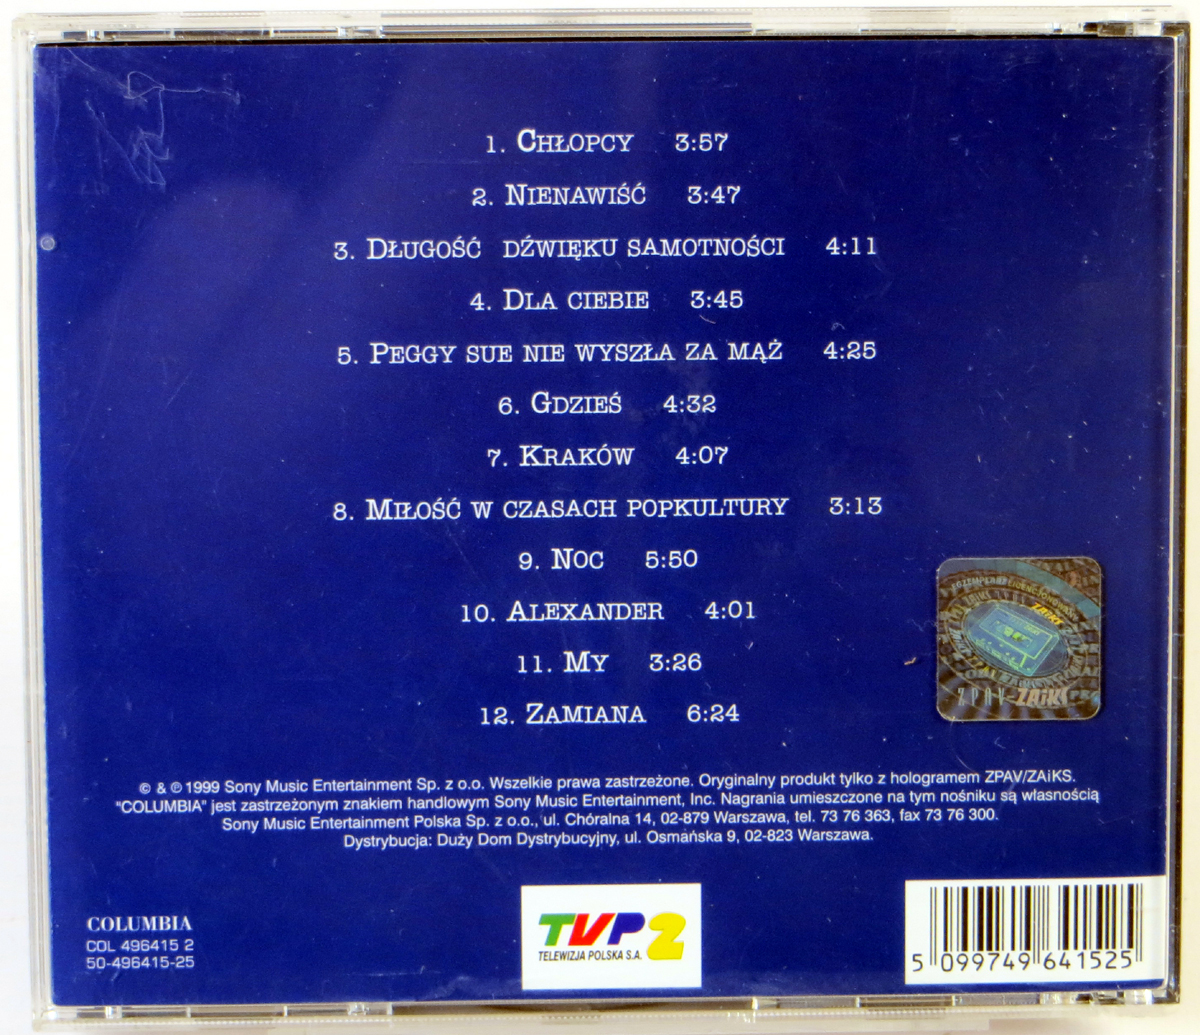 1. CHŁOPCY 3:57
2. NIENAWIŚĆ 3:47
3. DŁUGOŚĆ DŹWIĘKU SAMOTNOŚCI 4:11
4. DLA CIEBIE 3:45
5. PEGGY SUE NIE WYSZŁA ZA MĄŻ 4:25
6. GDZIEŚ 4:32
7. KRAKÓW 4:07
8. MIŁOŚĆ W CZASACH POPKULTURY 3:13
9. NOC 5:50
10. ALEXANDER 4:01
11. MY 3:26
12. ZAMIANA 6:24
ZAiKS
ZPAV ZAiKS
© & ℗ 1999 Sony Music Entertainment Sp. z o.o. Wszelkie prawa zastrzeżone. Oryginalny produkt tylko z hologramem ZPAV/ZAiKS.
"COLUMBIA" jest zastrzeżonym znakiem handlowym Sony Music Entertainment, Inc. Nagrania umieszczone na tym nośniku są własnością
Sony Music Entertainment Polska Sp. z o.o., ul. Chóralna 14, 02-879 Warszawa, tel. 73 76 363, fax 73 76 300.
Dystrybucja: Duży Dom Dystrybucyjny, ul. Osmańska 9, 02-823 Warszawa.
COLUMBIA
COL 496415 2
50-496415-25
TVP2
TELEWIZJA POLSKA S.A.
5 099749 641525